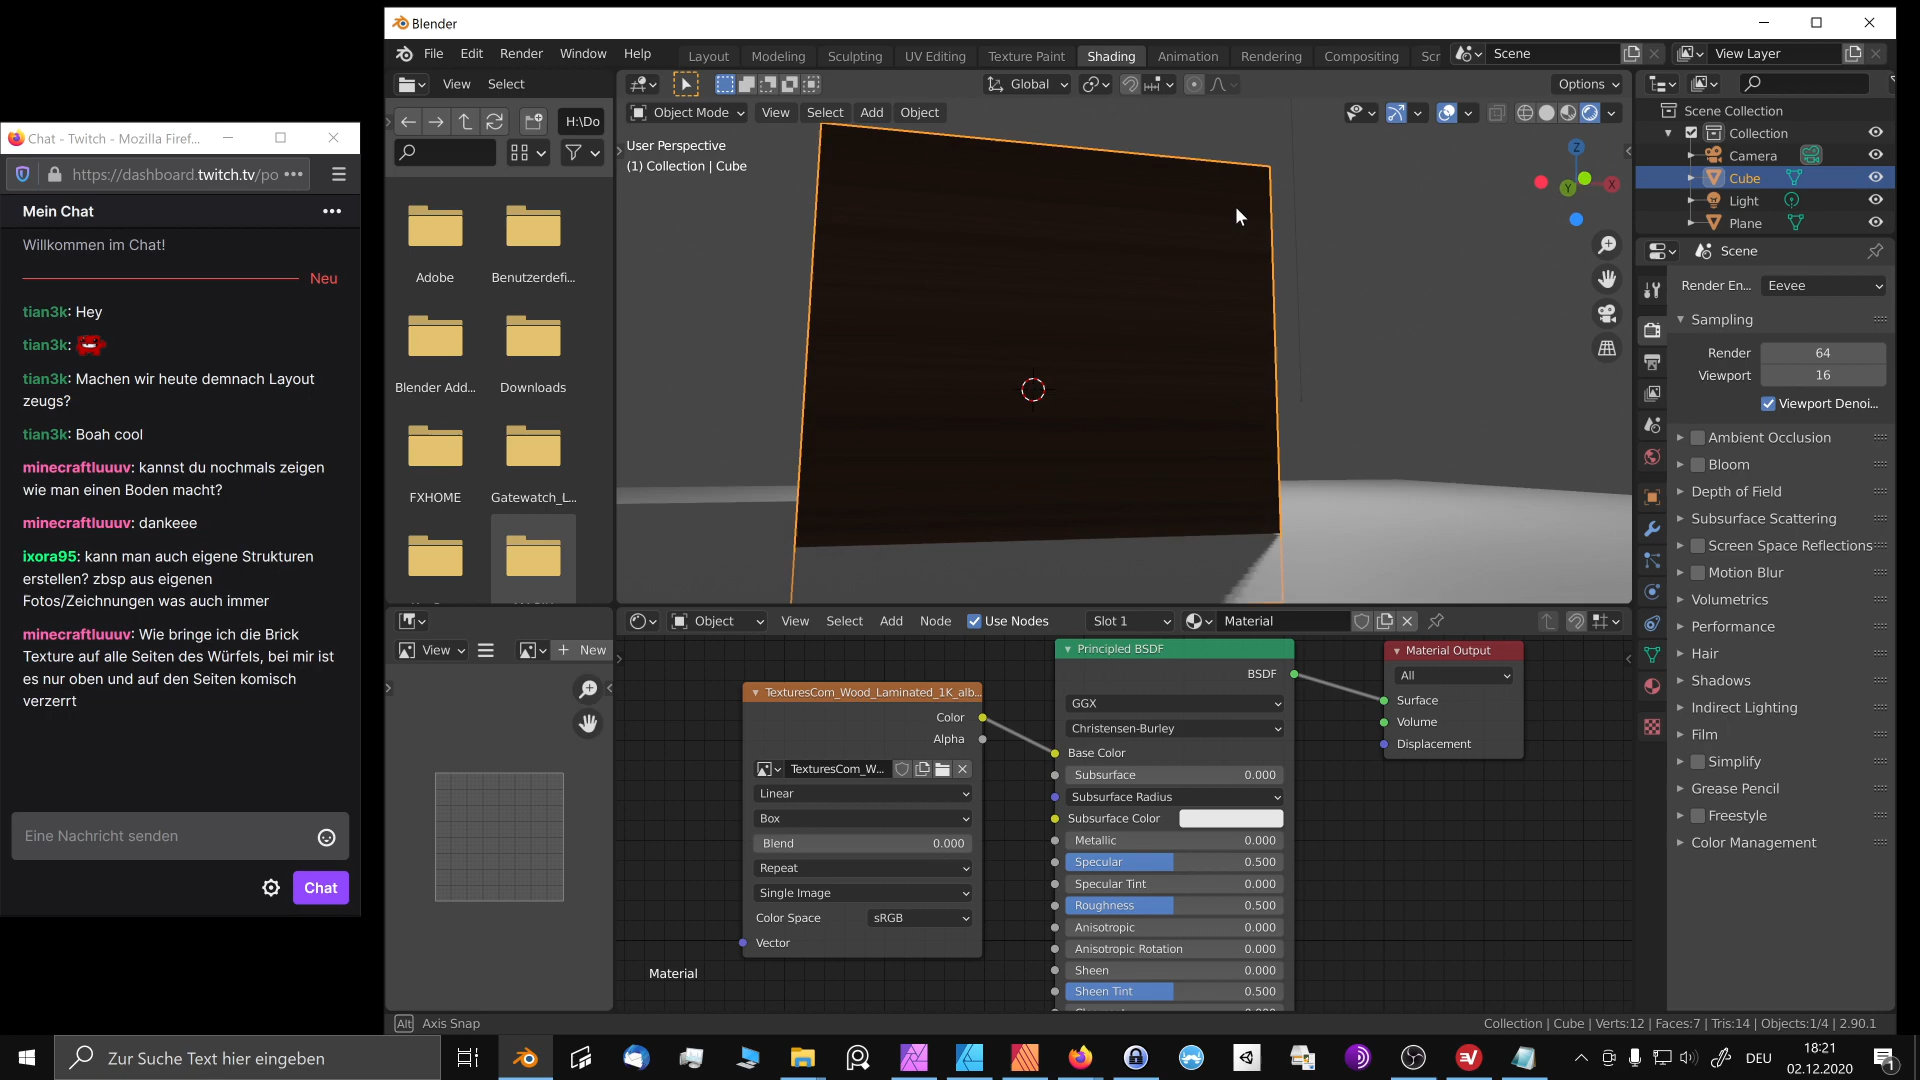 Blender
File Edit Render Window Help
Layout Modeling Sculpting UV Editing Texture Paint Shading Animation Rendering Compositing Scr
Scene
View Layer
View Select
Global
Options
H:\Do
Object Mode View Select Add Object
User Perspective
(1) Collection | Cube
Z
X
Y
Adobe
Benutzerdefi...
Blender Add...
Downloads
FXHOME
Gatewatch_L...
Scene Collection
Collection
Camera
Cube
Light
Plane
Scene
Render En...
Eevee
Sampling
Render 64
Viewport 16
Viewport Denoi...
Ambient Occlusion
Bloom
Depth of Field
Subsurface Scattering
Screen Space Reflections
Motion Blur
Volumetrics
Performance
Hair
Shadows
Indirect Lighting
Film
Simplify
Grease Pencil
Freestyle
Color Management
Chat - Twitch - Mozilla Firef...
https://dashboard.twitch.tv/po
Mein Chat
Willkommen im Chat!
Neu
tian3k: Hey
tian3k:
tian3k: Machen wir heute demnach Layout
zeugs?
tian3k: Boah cool
minecraftluuuv: kannst du nochmals zeigen
wie man einen Boden macht?
minecraftluuuv: dankeee
ixora95: kann man auch eigene Strukturen
erstellen? zbsp aus eigenen
Fotos/Zeichnungen was auch immer
minecraftluuuv: Wie bringe ich die Brick
Texture auf alle Seiten des Würfels, bei mir ist
es nur oben und auf den Seiten komisch
verzerrt
Eine Nachricht senden
Chat
View
New
Object View Select Add Node Use Nodes Slot 1 Material
TexturesCom_Wood_Laminated_1K_alb...
Color
Alpha
TexturesCom_W...
Linear
Box
Blend 0.000
Repeat
Single Image
Color Space sRGB
Vector
Material
Principled BSDF
BSDF
GGX
Christensen-Burley
Base Color
Subsurface 0.000
Subsurface Radius
Subsurface Color
Metallic 0.000
Specular 0.500
Specular Tint 0.000
Roughness 0.500
Anisotropic 0.000
Anisotropic Rotation 0.000
Sheen 0.000
Sheen Tint 0.500
Material Output
All
Surface
Volume
Displacement
Alt Axis Snap
Collection | Cube | Verts:12 | Faces:7 | Tris:14 | Objects:1/4 | 2.90.1
Zur Suche Text hier eingeben
DEU
18:21
02.12.2020
1